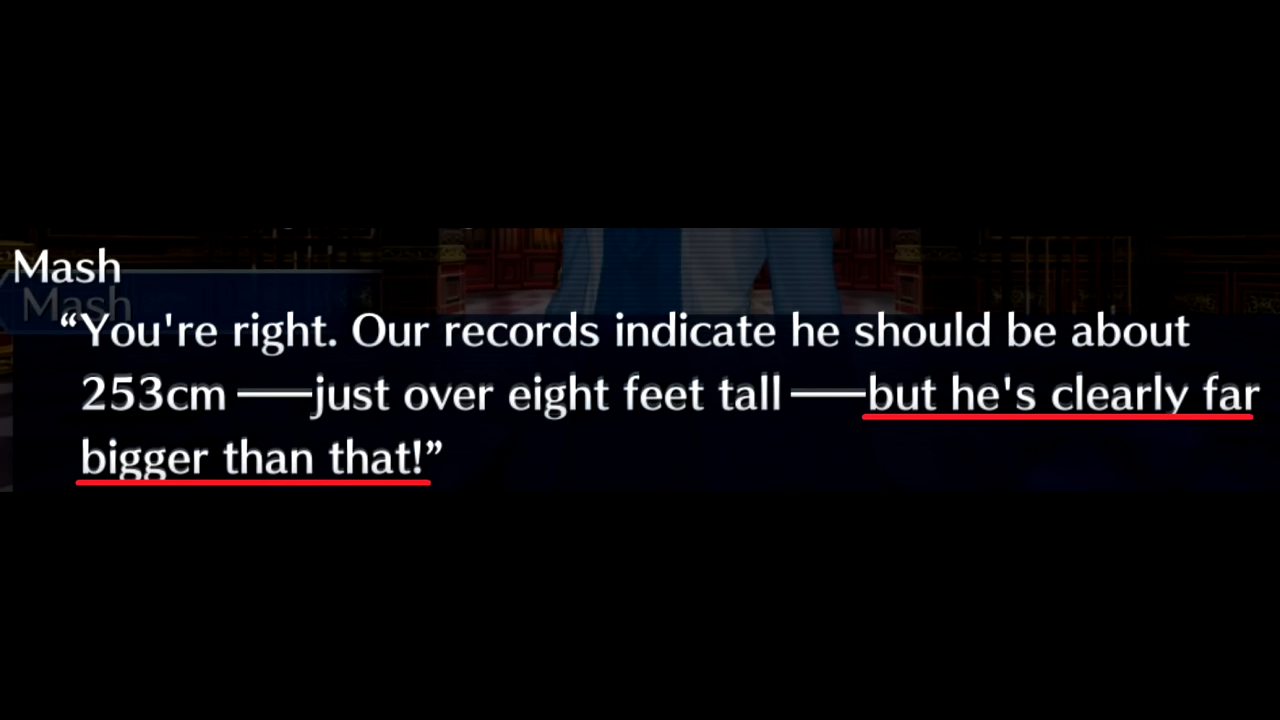 Mash
Mash
“You're right. Our records indicate he should be about
253cm ──just over eight feet tall──but he's clearly far
bigger than that!”